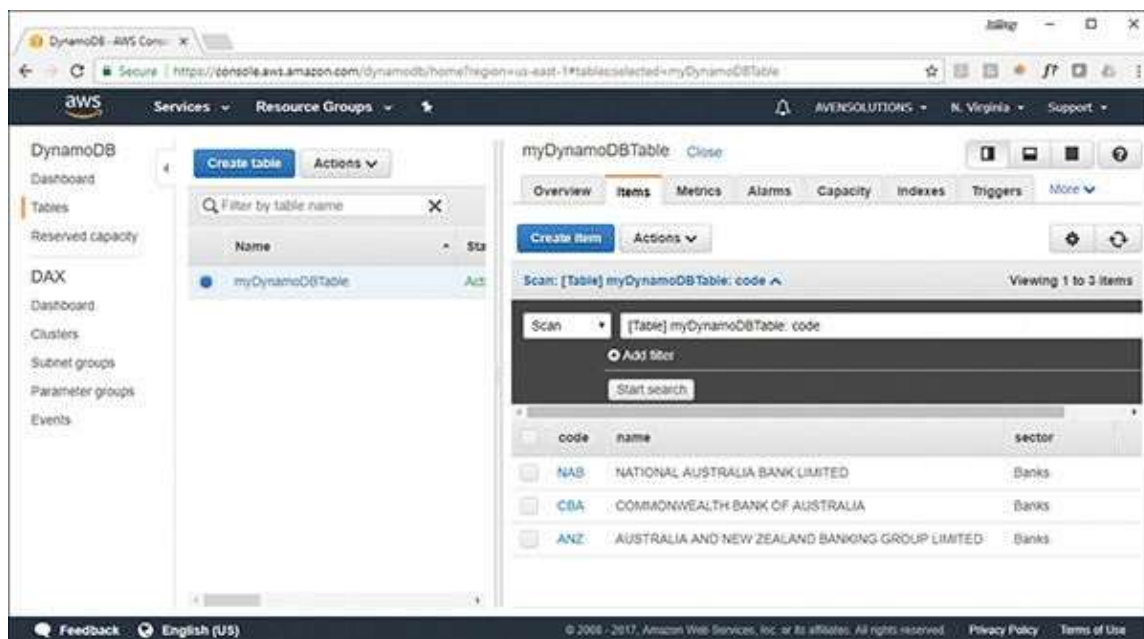 DynamoDB - AWS Cons
Secure https://console.aws.amazon.com/dynamodb/home?region=us-east-1#tables:selected=myDynamoDBTable
aws Services Resource Groups AVENSOLUTIONS N. Virginia Support
DynamoDB
Dashboard
Tables
Reserved capacity
DAX
Dashboard
Clusters
Subnet groups
Parameter groups
Events
Create table Actions
Filter by table name
Name Sta
myDynamoDBTable Acti
myDynamoDBTable Close
Overview Items Metrics Alarms Capacity Indexes Triggers More
Create item Actions
Scan: [Table] myDynamoDBTable: code Viewing 1 to 3 items
Scan [Table] myDynamoDBTable: code
Add filter
Start search
code name sector
NAB NATIONAL AUSTRALIA BANK LIMITED Banks
CBA COMMONWEALTH BANK OF AUSTRALIA Banks
ANZ AUSTRALIA AND NEW ZEALAND BANKING GROUP LIMITED Banks
Feedback English (US) © 2008 - 2017, Amazon Web Services, Inc. or its affiliates. All rights reserved. Privacy Policy Terms of Use